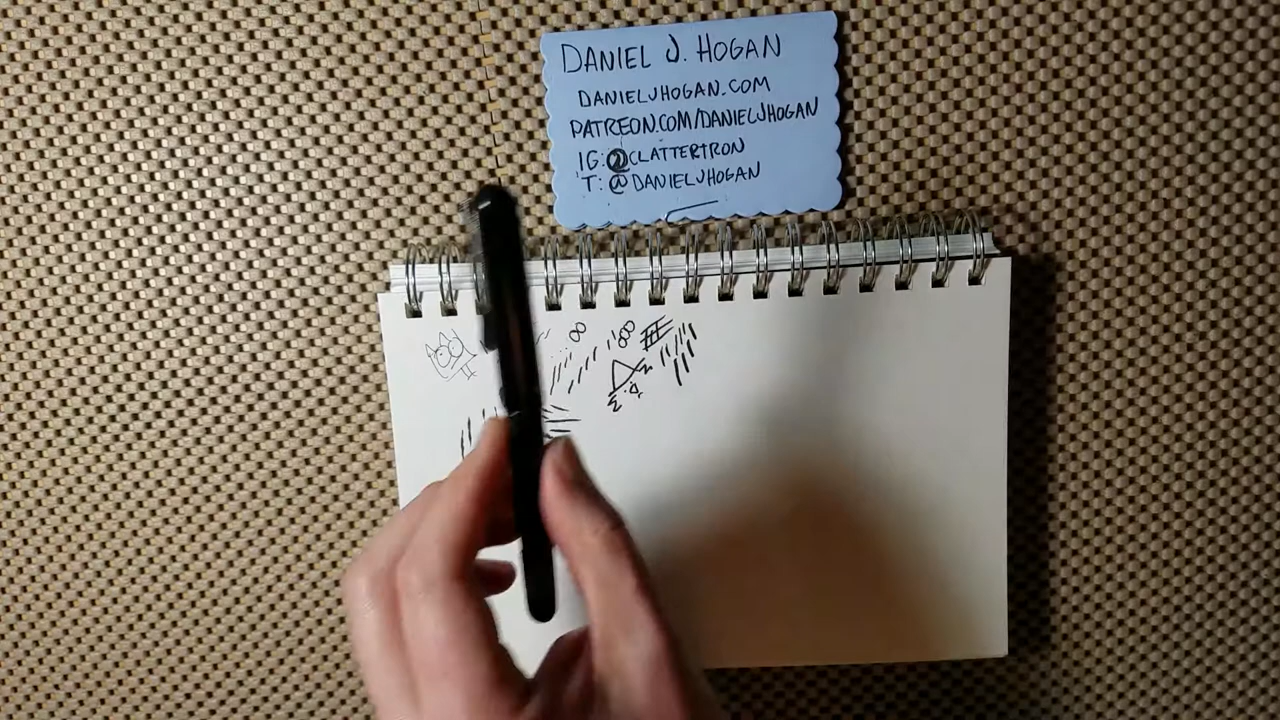 DANIEL J. HOGAN
DANIELJHOGAN.COM
PATREON.COM/DANIELJHOGAN
IG: @CLATTERTRON
T: @DANIELJHOGAN